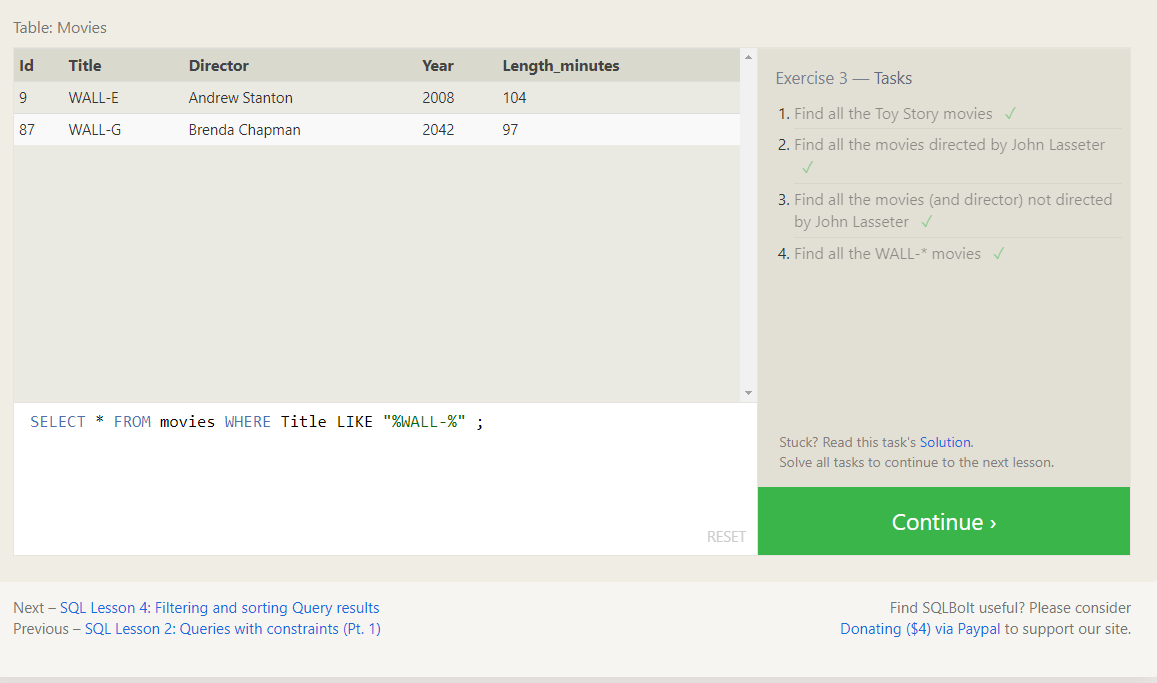 Table: Movies
Id Title Director Year Length_minutes
9 WALL-E Andrew Stanton 2008 104
87 WALL-G Brenda Chapman 2042 97
SELECT * FROM movies WHERE Title LIKE "%WALL-%" ;
RESET
Exercise 3 — Tasks
1. Find all the Toy Story movies ✓
2. Find all the movies directed by John Lasseter
✓
3. Find all the movies (and director) not directed
by John Lasseter ✓
4. Find all the WALL-* movies ✓
Stuck? Read this task's Solution.
Solve all tasks to continue to the next lesson.
Continue ›
Next – SQL Lesson 4: Filtering and sorting Query results
Previous – SQL Lesson 2: Queries with constraints (Pt. 1)
Find SQLBolt useful? Please consider
Donating ($4) via Paypal to support our site.